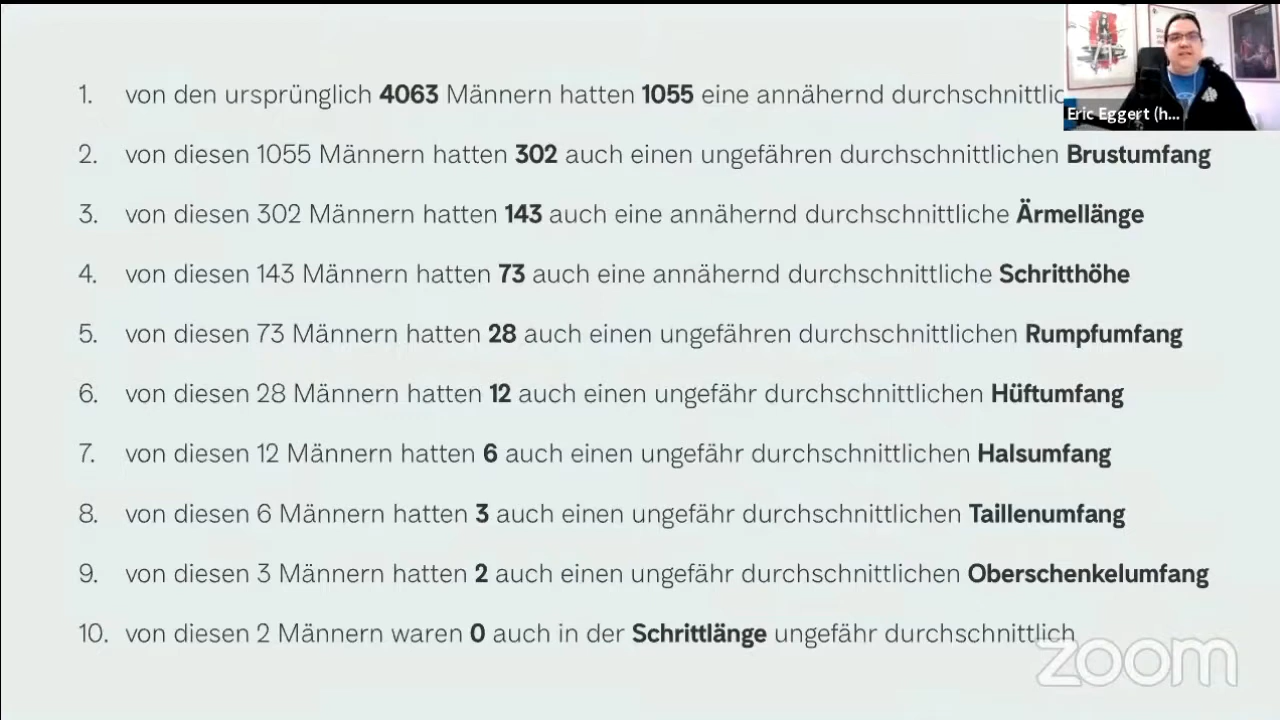 1. von den ursprünglich 4063 Männern hatten 1055 eine annähernd
Eric Eggert (h...
2. von diesen 1055 Männern hatten 302 auch einen ungefähren durchschnittlichen Brustumfang
3. von diesen 302 Männern hatten 143 auch eine annähernd durchschnittliche Ärmellänge
4. von diesen 143 Männern hatten 73 auch eine annähernd durchschnittliche Schritthöhe
5. von diesen 73 Männern hatten 28 auch einen ungefähren durchschnittlichen Rumpfumfang
6. von diesen 28 Männern hatten 12 auch einen ungefähr durchschnittlichen Hüftumfang
7. von diesen 12 Männern hatten 6 auch einen ungefähr durchschnittlichen Halsumfang
8. von diesen 6 Männern hatten 3 auch einen ungefähr durchschnittlichen Taillenumfang
9. von diesen 3 Männern hatten 2 auch einen ungefähr durchschnittlichen Oberschenkelumfang
10. von diesen 2 Männern waren 0 auch in der Schrittlänge ungefähr durchschnittlich
zoom